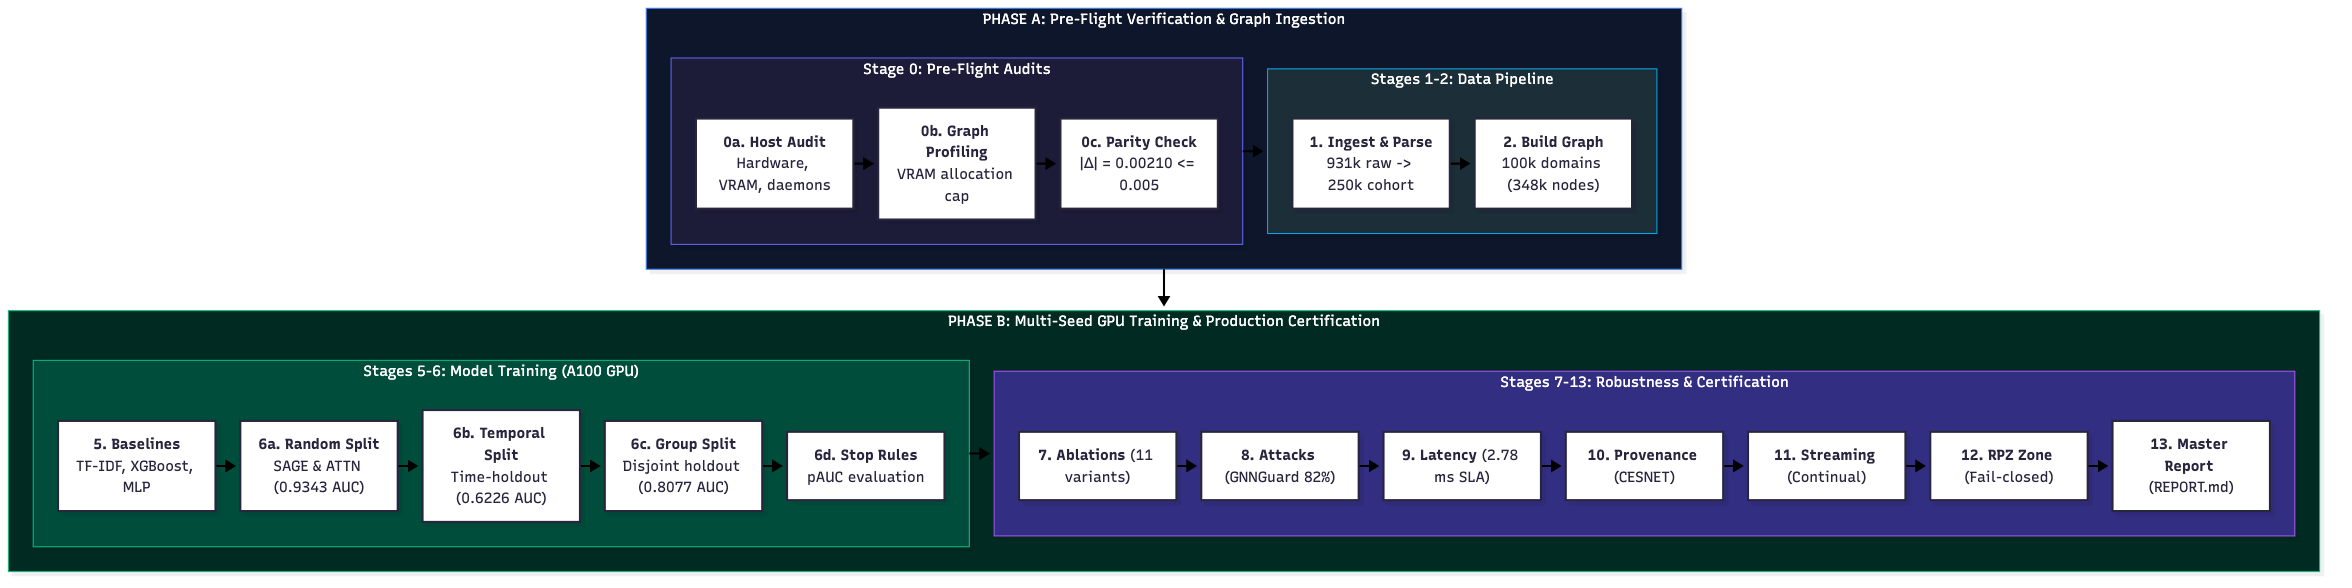 PHASE A: Pre-Flight Verification & Graph Ingestion
Stage 0: Pre-Flight Audits
0a. Host Audit
Hardware,
VRAM, daemons
0b. Graph
Profiling
VRAM allocation
cap
0c. Parity Check
|Δ| = 0.00210 <=
0.005
Stages 1-2: Data Pipeline
1. Ingest & Parse
931k raw ->
250k cohort
2. Build Graph
100k domains
(348k nodes)
PHASE B: Multi-Seed GPU Training & Production Certification
Stages 5-6: Model Training (A100 GPU)
5. Baselines
TF-IDF, XGBoost,
MLP
6a. Random Split
SAGE & ATTN
(0.9343 AUC)
6b. Temporal
Split
Time-holdout
(0.6226 AUC)
6c. Group Split
Disjoint holdout
(0.8077 AUC)
6d. Stop Rules
pAUC evaluation
Stages 7-13: Robustness & Certification
7. Ablations (11
variants)
8. Attacks
(GNNGuard 82%)
9. Latency (2.78
ms SLA)
10. Provenance
(CESNET)
11. Streaming
(Continual)
12. RPZ Zone
(Fail-closed)
13. Master
Report
(REPORT.md)